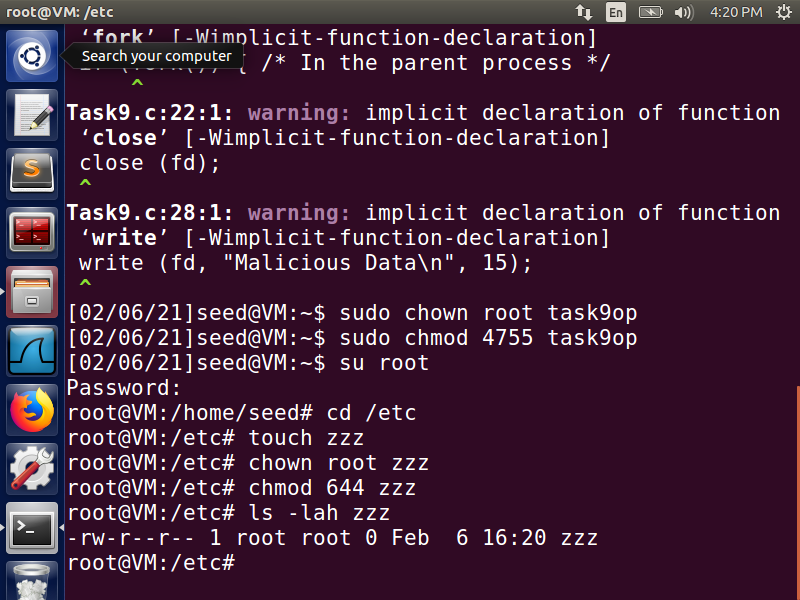 root@VM: /etc
En
4:20 PM
Search your computer
‘fork’ [-Wimplicit-function-declaration]
{ /* In the parent process */
^
Task9.c:22:1: warning: implicit declaration of function
‘close’ [-Wimplicit-function-declaration]
close (fd);
^
Task9.c:28:1: warning: implicit declaration of function
‘write’ [-Wimplicit-function-declaration]
write (fd, "Malicious Data\n", 15);
^
[02/06/21]seed@VM:~$ sudo chown root task9op
[02/06/21]seed@VM:~$ sudo chmod 4755 task9op
[02/06/21]seed@VM:~$ su root
Password:
root@VM:/home/seed# cd /etc
root@VM:/etc# touch zzz
root@VM:/etc# chown root zzz
root@VM:/etc# chmod 644 zzz
root@VM:/etc# ls -lah zzz
-rw-r--r-- 1 root root 0 Feb  6 16:20 zzz
root@VM:/etc#